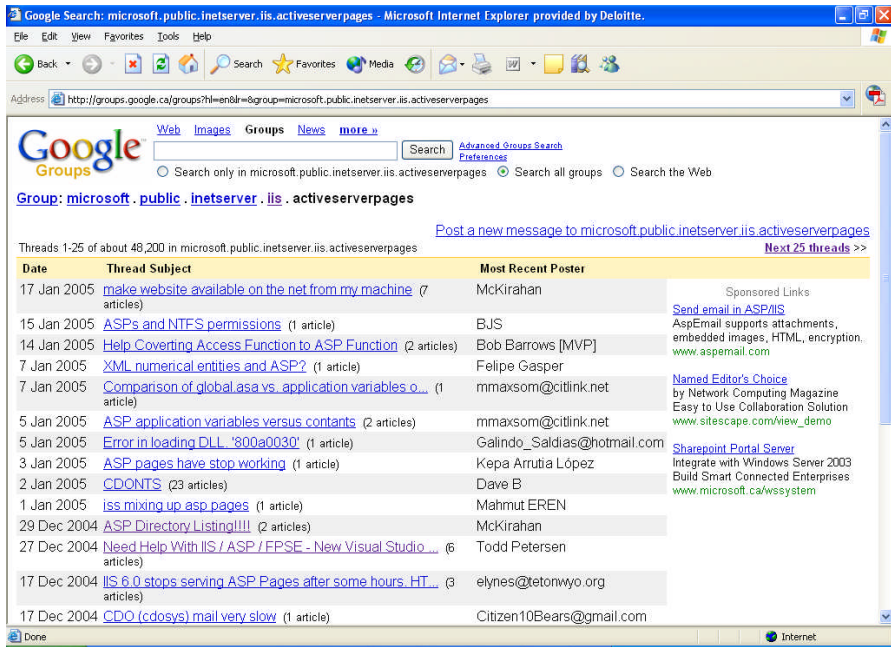 Google Search: microsoft.public.inetserver.iis.activeserverpages - Microsoft Internet Explorer provided by Deloitte.
File Edit View Favorites Tools Help
Back Search Favorites Media
Address http://groups.google.ca/groups?hl=en&lr=&group=microsoft.public.inetserver.iis.activeserverpages
Google Groups
Web Images Groups News more »
Search Advanced Groups Search
Preferences
Search only in microsoft.public.inetserver.iis.activeserverpages Search all groups Search the Web
Group: microsoft . public . inetserver . iis . activeserverpages
Post a new message to microsoft.public.inetserver.iis.activeserverpages
Threads 1-25 of about 48,200 in microsoft.public.inetserver.iis.activeserverpages Next 25 threads >>
Date Thread Subject Most Recent Poster
17 Jan 2005 make website available on the net from my machine (7 articles) McKirahan
15 Jan 2005 ASPs and NTFS permissions (1 article) BJS
14 Jan 2005 Help Coverting Access Function to ASP Function (2 articles) Bob Barrows [MVP]
7 Jan 2005 XML numerical entities and ASP? (1 article) Felipe Gasper
7 Jan 2005 Comparison of global.asa vs. application variables o... (1 article) mmaxsom@citlink.net
5 Jan 2005 ASP application variables versus contants (2 articles) mmaxsom@citlink.net
5 Jan 2005 Error in loading DLL. '800a0030' (1 article) Galindo_Saldias@hotmail.com
3 Jan 2005 ASP pages have stop working (1 article) Kepa Arrutia López
2 Jan 2005 CDONTS (23 articles) Dave B
1 Jan 2005 iss mixing up asp pages (1 article) Mahmut EREN
29 Dec 2004 ASP Directory Listing!!!! (2 articles) McKirahan
27 Dec 2004 Need Help With IIS / ASP / FPSE - New Visual Studio ... (6 articles) Todd Petersen
17 Dec 2004 IIS 6.0 stops serving ASP Pages after some hours. HT... (3 articles) elynes@tetonwyo.org
17 Dec 2004 CDO (cdosys) mail very slow (1 article) Citizen10Bears@gmail.com
Sponsored Links
Send email in ASP/IIS
AspEmail supports attachments,
embedded images, HTML, encryption.
www.aspemail.com
Named Editor's Choice
by Network Computing Magazine
Easy to Use Collaboration Solution
www.sitescape.com/view_demo
Sharepoint Portal Server
Integrate with Windows Server 2003
Build Smart Connected Enterprises
www.microsoft.ca/wssystem
Done Internet